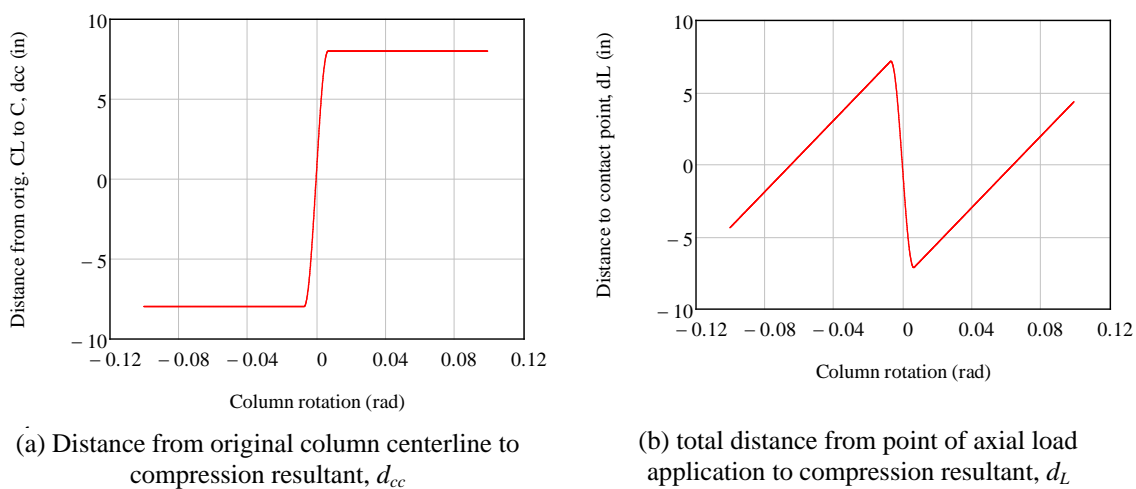 Distance from orig. CL to C, dcc (in)
10
5
0
− 5
− 10
− 0.12 − 0.08 − 0.04 0 0.04 0.08 0.12
Column rotation (rad)
(a) Distance from original column centerline to
compression resultant, dcc
Distance to contact point, dL (in)
10
5
0
− 5
− 10
− 0.12 − 0.08 − 0.04 0 0.04 0.08 0.12
Column rotation (rad)
(b) total distance from point of axial load
application to compression resultant, dL